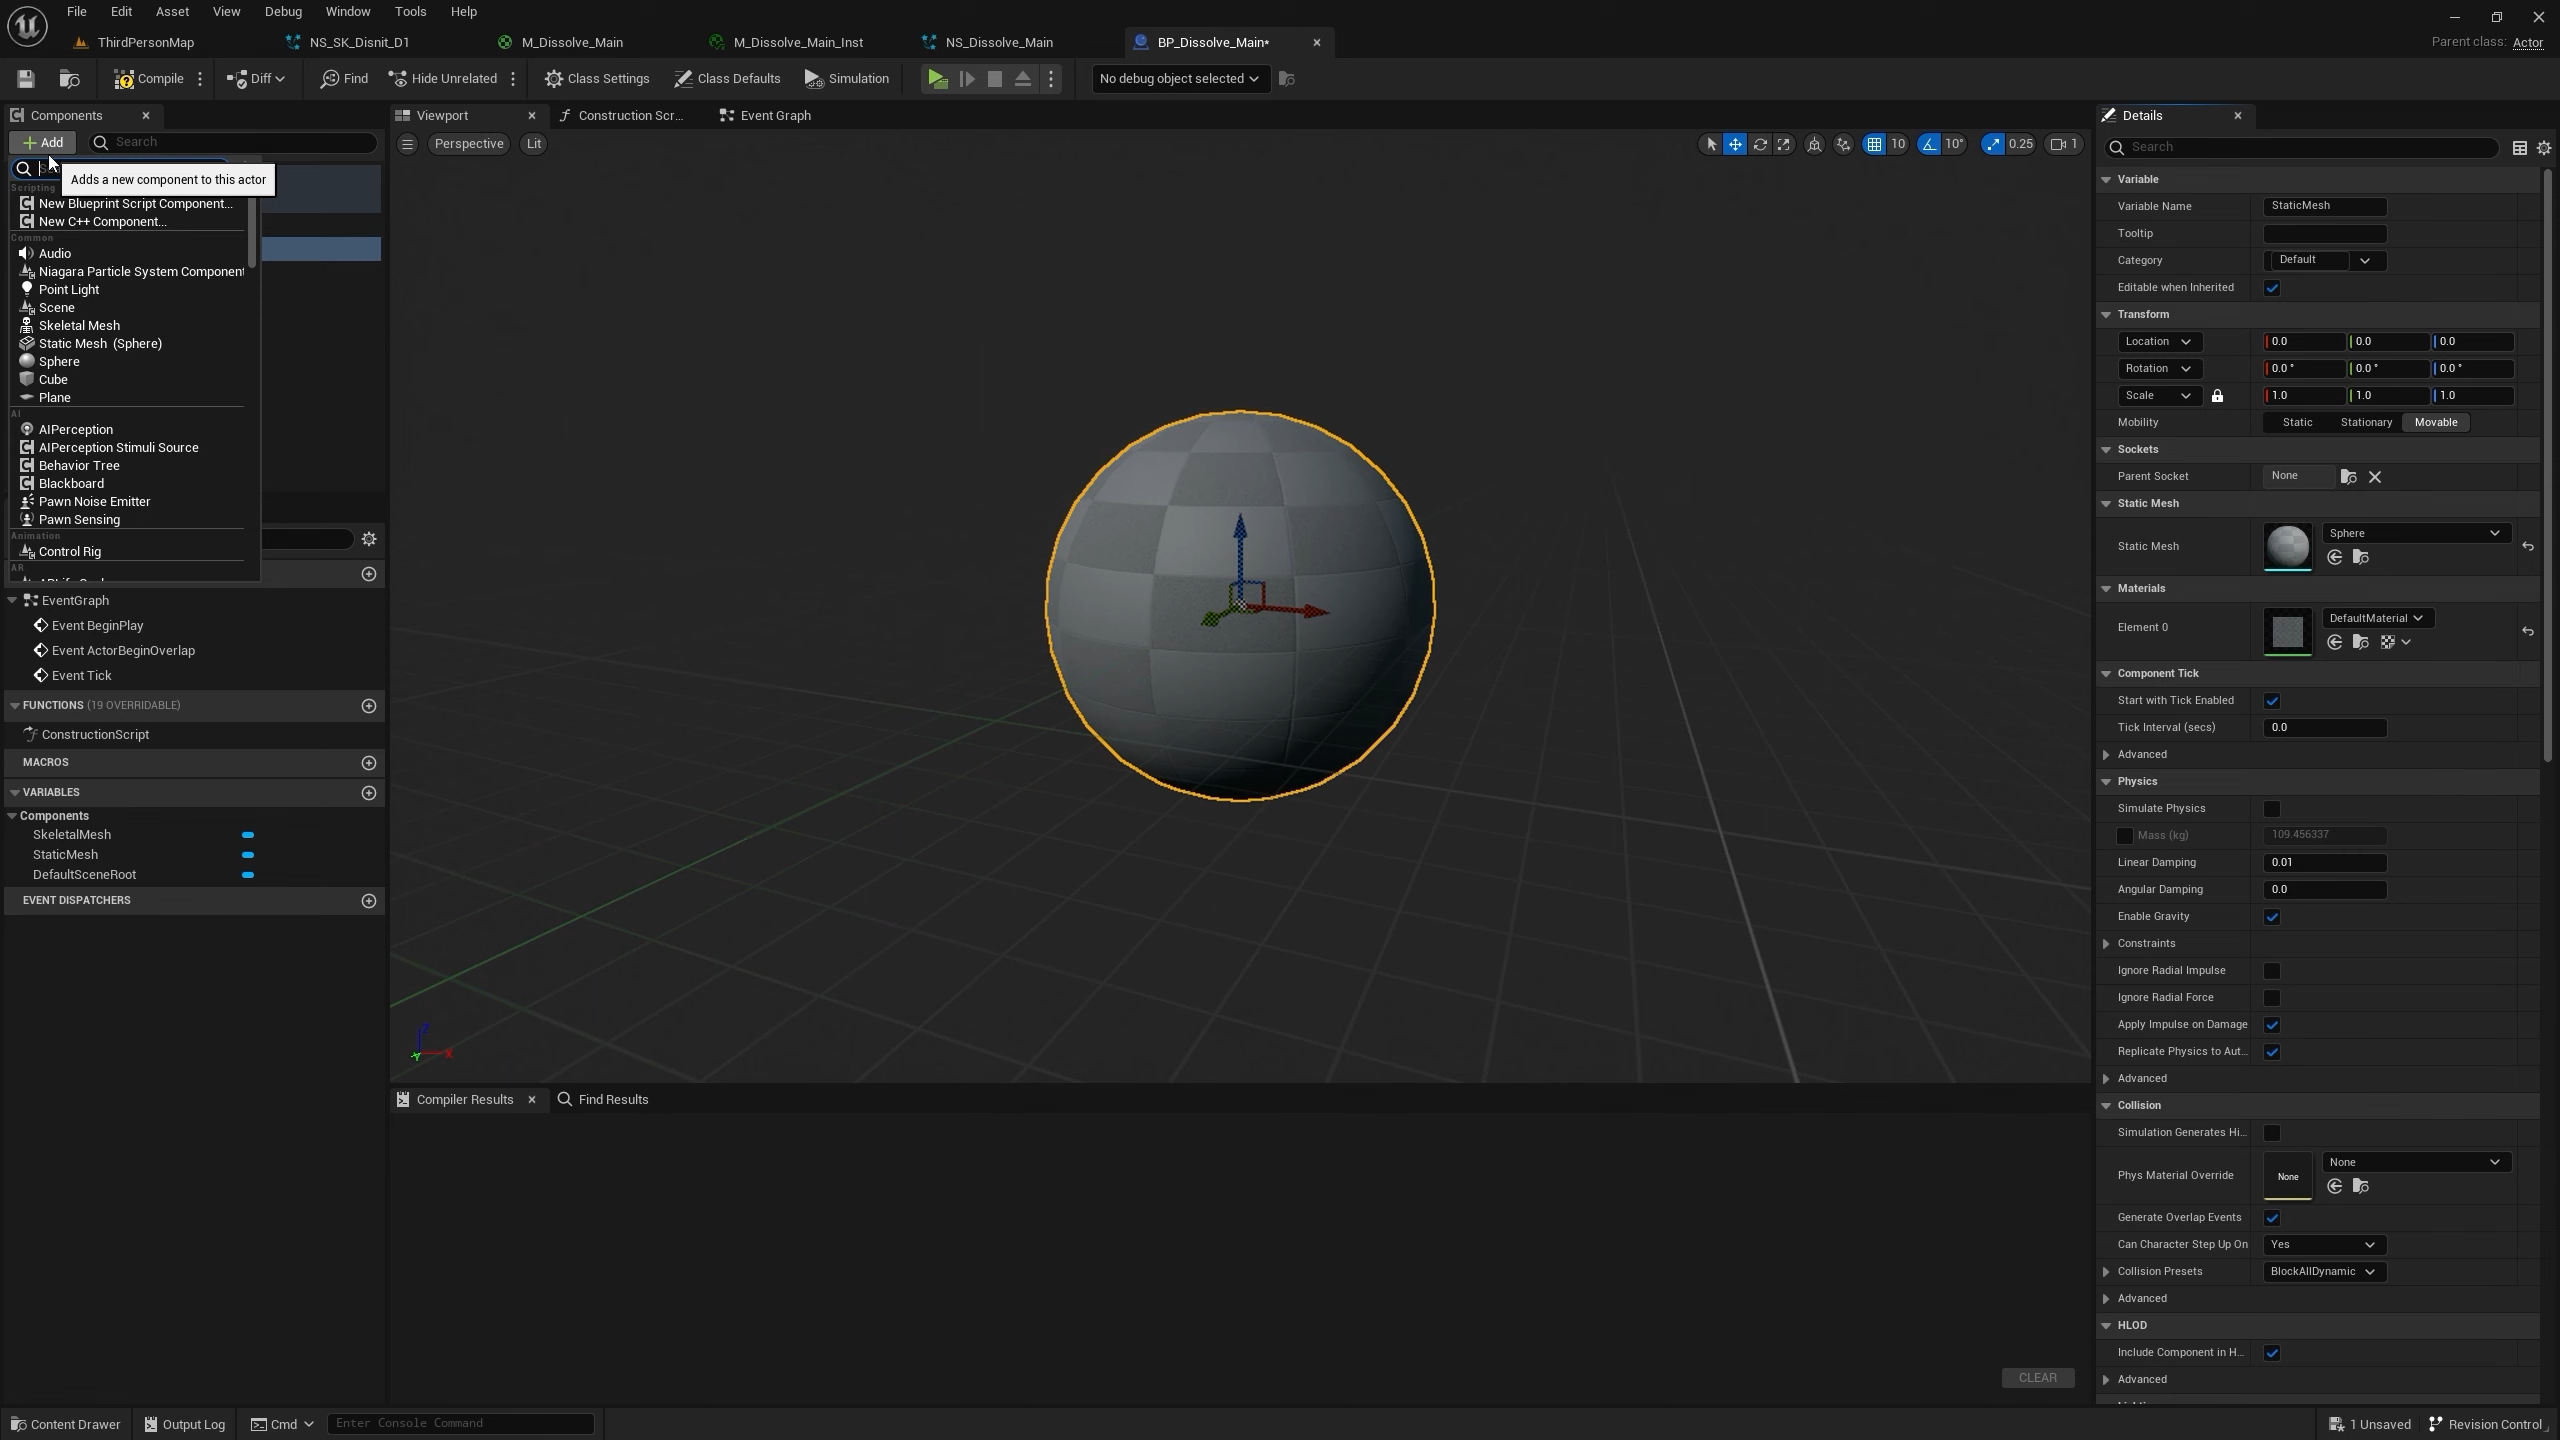 File Edit Asset View Debug Window Tools Help
ThirdPersonMap NS_SK_Disnit_D1 M_Dissolve_Main M_Dissolve_Main_Inst NS_Dissolve_Main BP_Dissolve_Main* Parent class: Actor
Compile Diff Find Hide Unrelated Class Settings Class Defaults Simulation No debug object selected
Components
Add Search
Adds a new component to this actor
Scripting
New Blueprint Script Component...
New C++ Component...
Common
Audio
Niagara Particle System Component
Point Light
Scene
Skeletal Mesh
Static Mesh (Sphere)
Sphere
Cube
Plane
AI
AIPerception
AIPerception Stimuli Source
Behavior Tree
Blackboard
Pawn Noise Emitter
Pawn Sensing
Animation
Control Rig
AR
EventGraph
Event BeginPlay
Event ActorBeginOverlap
Event Tick
FUNCTIONS (19 OVERRIDABLE)
ConstructionScript
MACROS
VARIABLES
Components
SkeletalMesh
StaticMesh
DefaultSceneRoot
EVENT DISPATCHERS
Viewport Construction Scr... Event Graph
Perspective Lit 10 10° 0.25 1
Z
X
Y
Compiler Results Find Results
CLEAR
Details
Search
Variable
Variable Name StaticMesh
Tooltip
Category Default
Editable when Inherited
Transform
Location 0.0 0.0 0.0
Rotation 0.0 ° 0.0 ° 0.0 °
Scale 1.0 1.0 1.0
Mobility Static Stationary Movable
Sockets
Parent Socket None
Static Mesh
Static Mesh Sphere
Materials
Element 0 DefaultMaterial
Component Tick
Start with Tick Enabled
Tick Interval (secs) 0.0
Advanced
Physics
Simulate Physics
Mass (kg) 109.456337
Linear Damping 0.01
Angular Damping 0.0
Enable Gravity
Constraints
Ignore Radial Impulse
Ignore Radial Force
Apply Impulse on Damage
Replicate Physics to Aut...
Advanced
Collision
Simulation Generates Hi...
Phys Material Override None None
Generate Overlap Events
Can Character Step Up On Yes
Collision Presets BlockAllDynamic
Advanced
HLOD
Include Component in H...
Advanced
Content Drawer Output Log Cmd Enter Console Command 1 Unsaved Revision Control